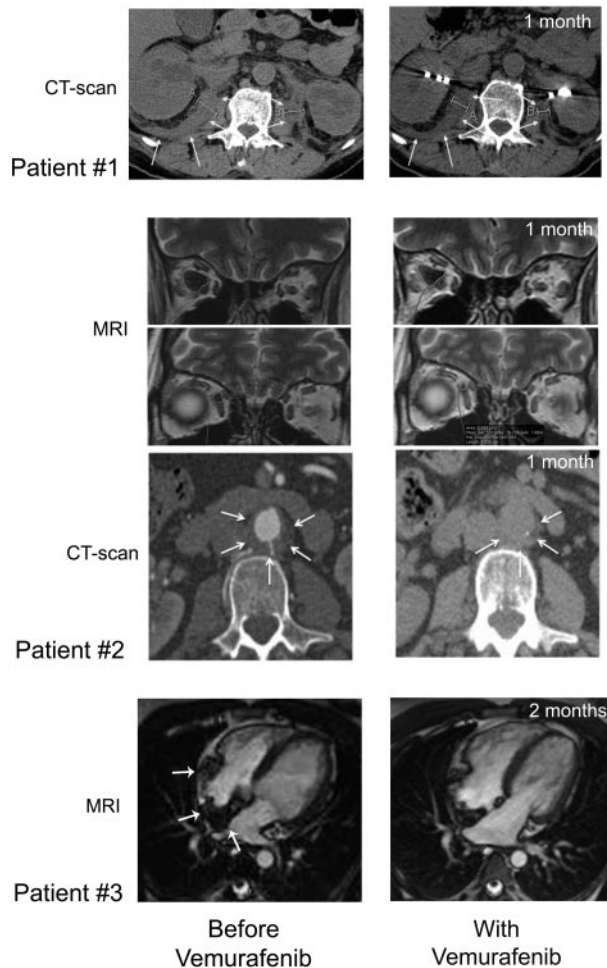 1 month
CT-scan
A
B
Patient #1
1 month
MRI
1 month
CT-scan
Patient #2
2 months
MRI
Patient #3
Before
Vemurafenib
With
Vemurafenib